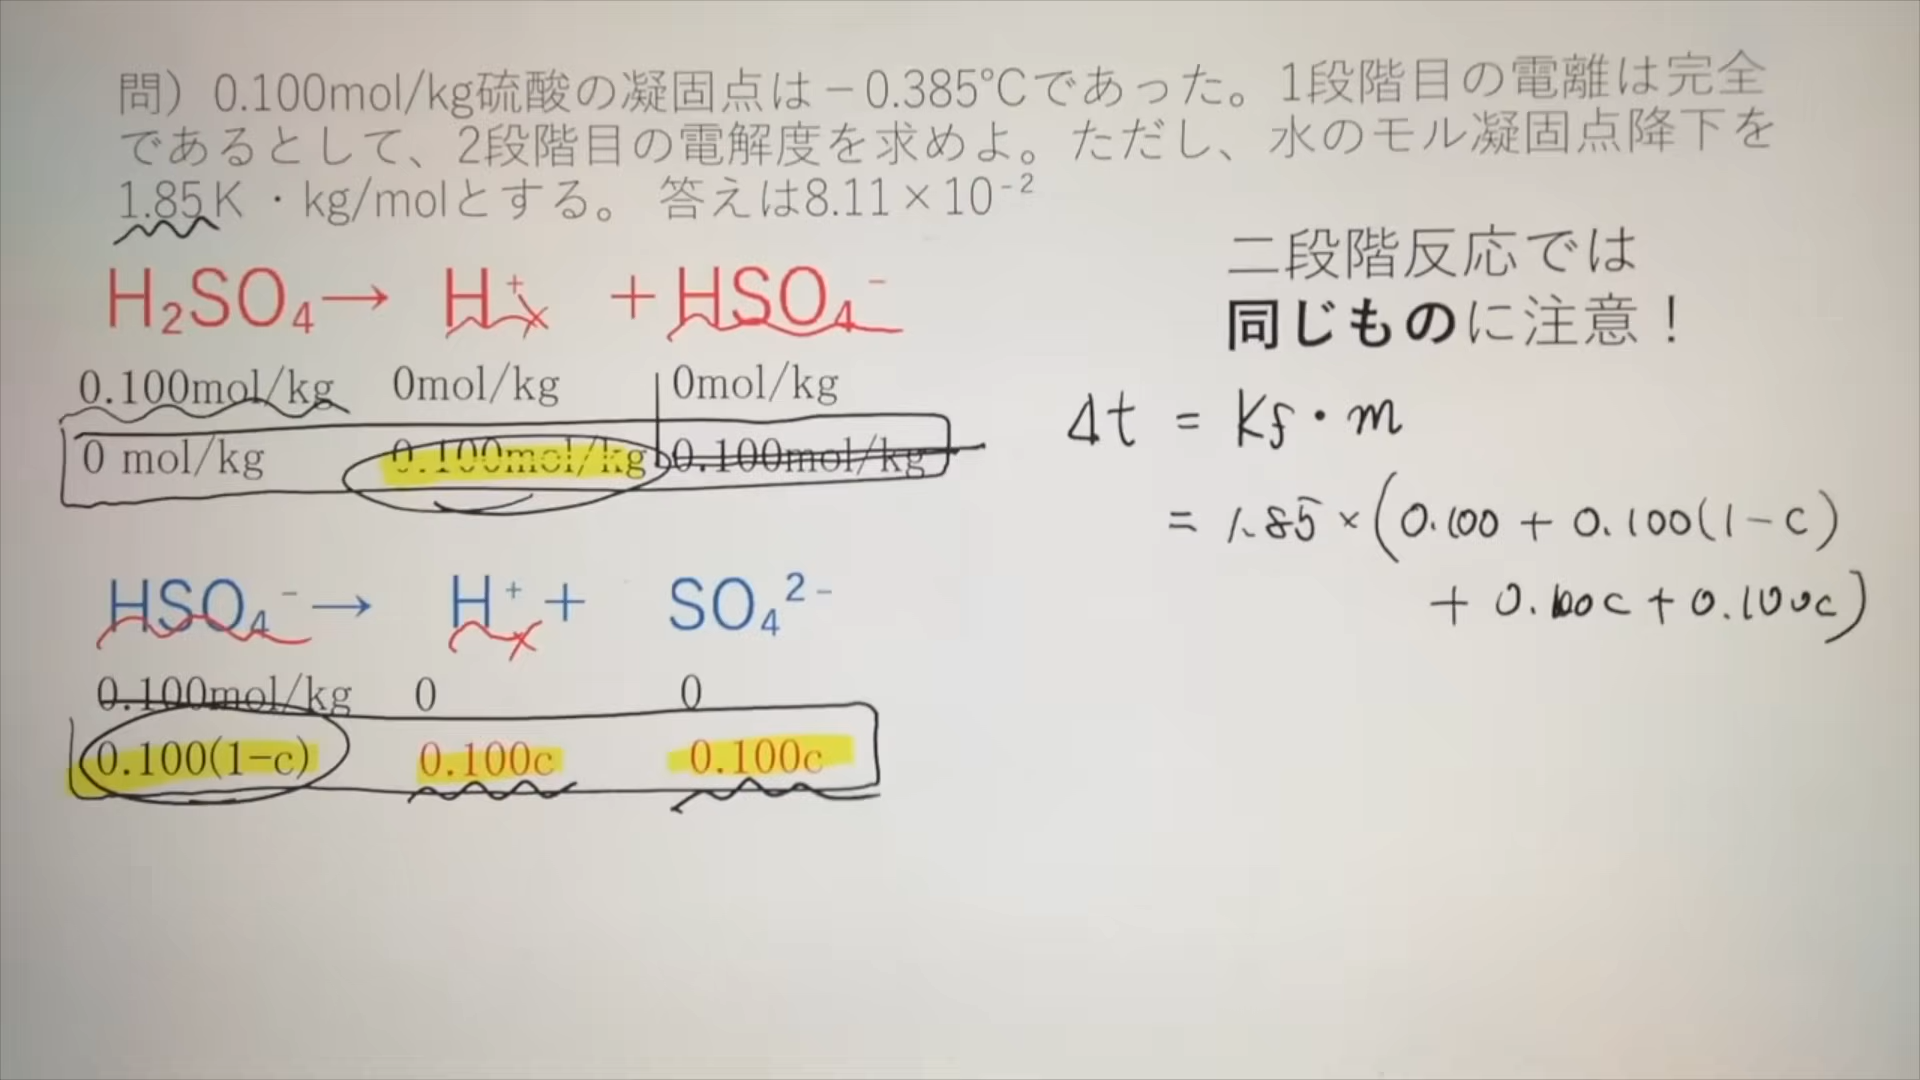 問）0.100mol/kg硫酸の凝固点は－0.385℃であった。1段階目の電離は完全
であるとして、2段階目の電解度を求めよ。ただし、水のモル凝固点降下を
1.85K・kg/molとする。 答えは8.11×10⁻²
二段階反応では
同じものに注意！
H₂SO₄→ H⁺ +HSO₄⁻
0.100mol/kg 0mol/kg 0mol/kg
0 mol/kg 0.100mol/kg 0.100mol/kg
HSO₄⁻→ H⁺+ SO₄²⁻
0.100mol/kg 0 0
0.100(1-c) 0.100c 0.100c
Δt = Kf・m
= 1.85×(0.100 + 0.100(1-c)
+ 0.100c + 0.100c)